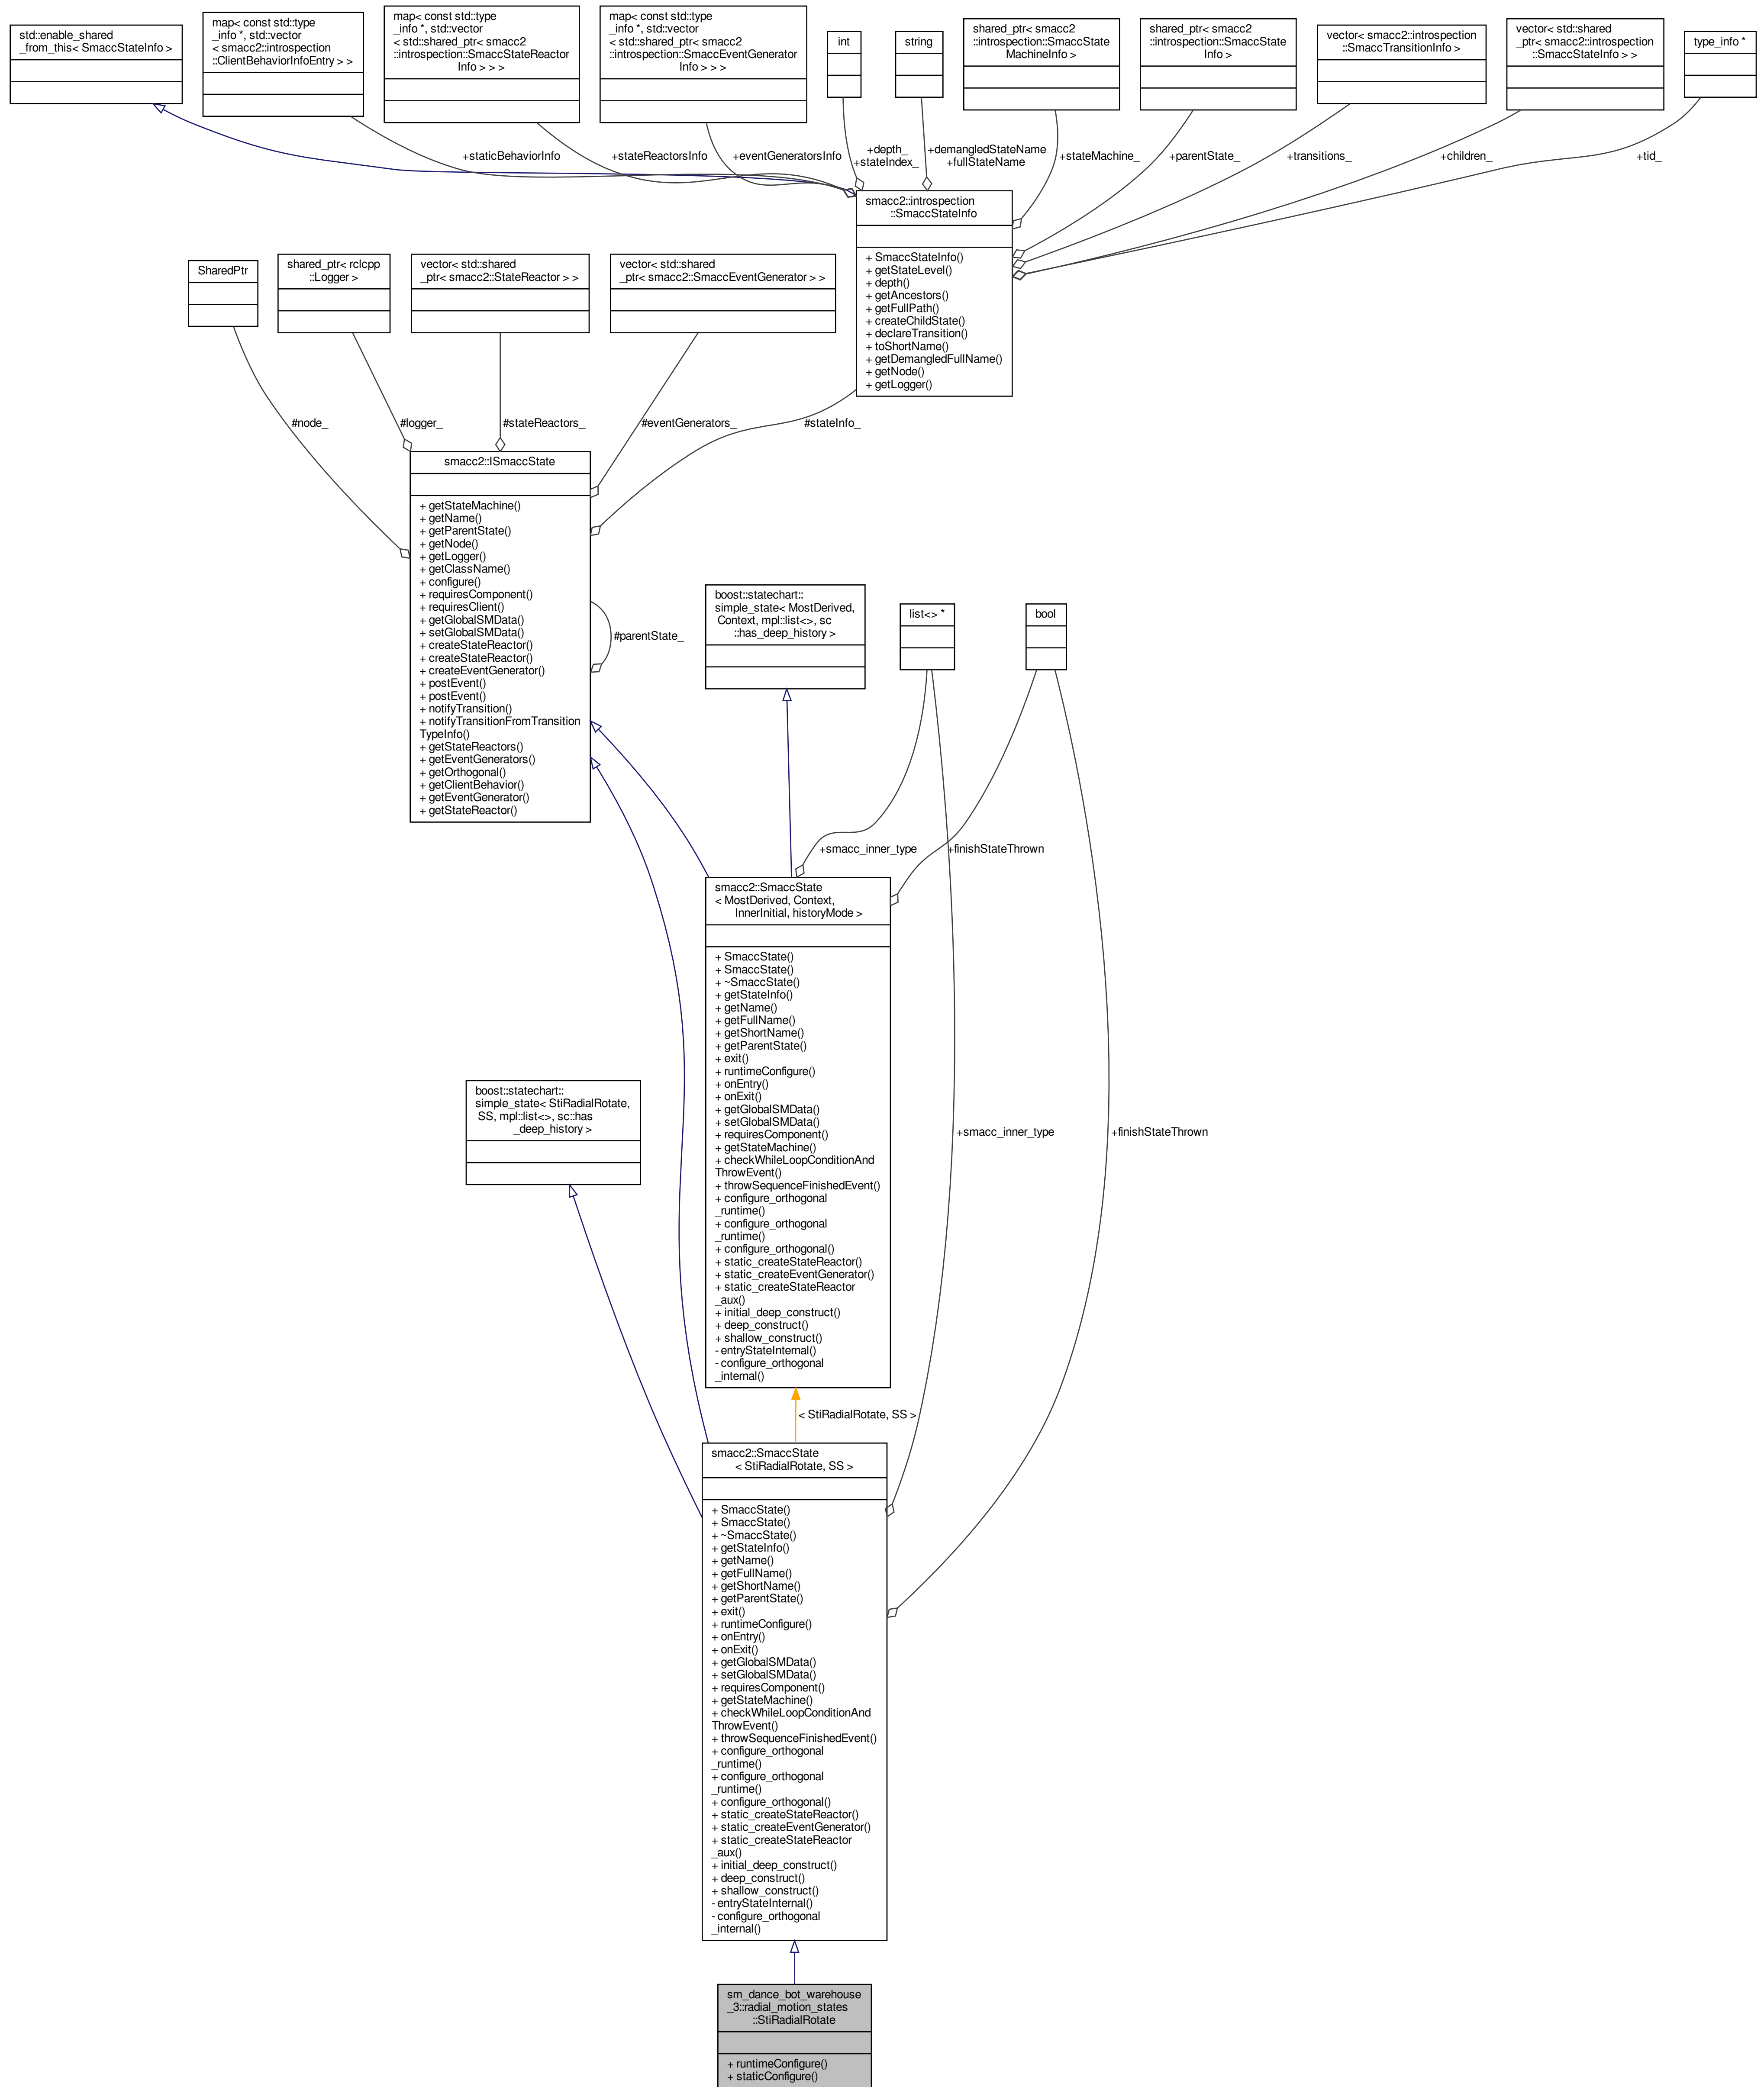 std::enable_shared
_from_this< SmaccStateInfo >
map< const std::type
_info *, std::vector
< smacc2::introspection
::ClientBehaviorInfoEntry > >
map< const std::type
_info *, std::vector
< std::shared_ptr< smacc2
::introspection::SmaccStateReactor
Info > > >
map< const std::type
_info *, std::vector
< std::shared_ptr< smacc2
::introspection::SmaccEventGenerator
Info > > >
int
string
shared_ptr< smacc2
::introspection::SmaccState
MachineInfo >
shared_ptr< smacc2
::introspection::SmaccState
Info >
vector< smacc2::introspection
::SmaccTransitionInfo >
vector< std::shared
_ptr< smacc2::introspection
::SmaccStateInfo > >
type_info *
+staticBehaviorInfo
+stateReactorsInfo
+eventGeneratorsInfo
+depth_
+stateIndex_
+demangledStateName
+fullStateName
+stateMachine_
+parentState_
+transitions_
+children_
+tid_
smacc2::introspection
::SmaccStateInfo
+ SmaccStateInfo()
+ getStateLevel()
+ depth()
+ getAncestors()
+ getFullPath()
+ createChildState()
+ declareTransition()
+ toShortName()
+ getDemangledFullName()
+ getNode()
+ getLogger()
SharedPtr
shared_ptr< rclcpp
::Logger >
vector< std::shared
_ptr< smacc2::StateReactor > >
vector< std::shared
_ptr< smacc2::SmaccEventGenerator > >
#node_
#logger_
#stateReactors_
#eventGenerators_
#stateInfo_
smacc2::ISmaccState
+ getStateMachine()
+ getName()
+ getParentState()
+ getNode()
+ getLogger()
+ getClassName()
+ configure()
+ requiresComponent()
+ requiresClient()
+ getGlobalSMData()
+ setGlobalSMData()
+ createStateReactor()
+ createStateReactor()
+ createEventGenerator()
+ postEvent()
+ postEvent()
+ notifyTransition()
+ notifyTransitionFromTransition
TypeInfo()
+ getStateReactors()
+ getEventGenerators()
+ getOrthogonal()
+ getClientBehavior()
+ getEventGenerator()
+ getStateReactor()
#parentState_
boost::statechart::
simple_state< MostDerived,
Context, mpl::list<>, sc
::has_deep_history >
list<> *
bool
+smacc_inner_type
+finishStateThrown
smacc2::SmaccState
< MostDerived, Context,
InnerInitial, historyMode >
+ SmaccState()
+ SmaccState()
+ ~SmaccState()
+ getStateInfo()
+ getName()
+ getFullName()
+ getShortName()
+ getParentState()
+ exit()
+ runtimeConfigure()
+ onEntry()
+ onExit()
+ getGlobalSMData()
+ setGlobalSMData()
+ requiresComponent()
+ getStateMachine()
+ checkWhileLoopConditionAnd
ThrowEvent()
+ throwSequenceFinishedEvent()
+ configure_orthogonal
_runtime()
+ configure_orthogonal
_runtime()
+ configure_orthogonal()
+ static_createStateReactor()
+ static_createEventGenerator()
+ static_createStateReactor
_aux()
+ initial_deep_construct()
+ deep_construct()
+ shallow_construct()
- entryStateInternal()
- configure_orthogonal
_internal()
boost::statechart::
simple_state< StiRadialRotate,
SS, mpl::list<>, sc::has
_deep_history >
+smacc_inner_type
+finishStateThrown
< StiRadialRotate, SS >
smacc2::SmaccState
< StiRadialRotate, SS >
+ SmaccState()
+ SmaccState()
+ ~SmaccState()
+ getStateInfo()
+ getName()
+ getFullName()
+ getShortName()
+ getParentState()
+ exit()
+ runtimeConfigure()
+ onEntry()
+ onExit()
+ getGlobalSMData()
+ setGlobalSMData()
+ requiresComponent()
+ getStateMachine()
+ checkWhileLoopConditionAnd
ThrowEvent()
+ throwSequenceFinishedEvent()
+ configure_orthogonal
_runtime()
+ configure_orthogonal
_runtime()
+ configure_orthogonal()
+ static_createStateReactor()
+ static_createEventGenerator()
+ static_createStateReactor
_aux()
+ initial_deep_construct()
+ deep_construct()
+ shallow_construct()
- entryStateInternal()
- configure_orthogonal
_internal()
sm_dance_bot_warehouse
_3::radial_motion_states
::StiRadialRotate
+ runtimeConfigure()
+ staticConfigure()